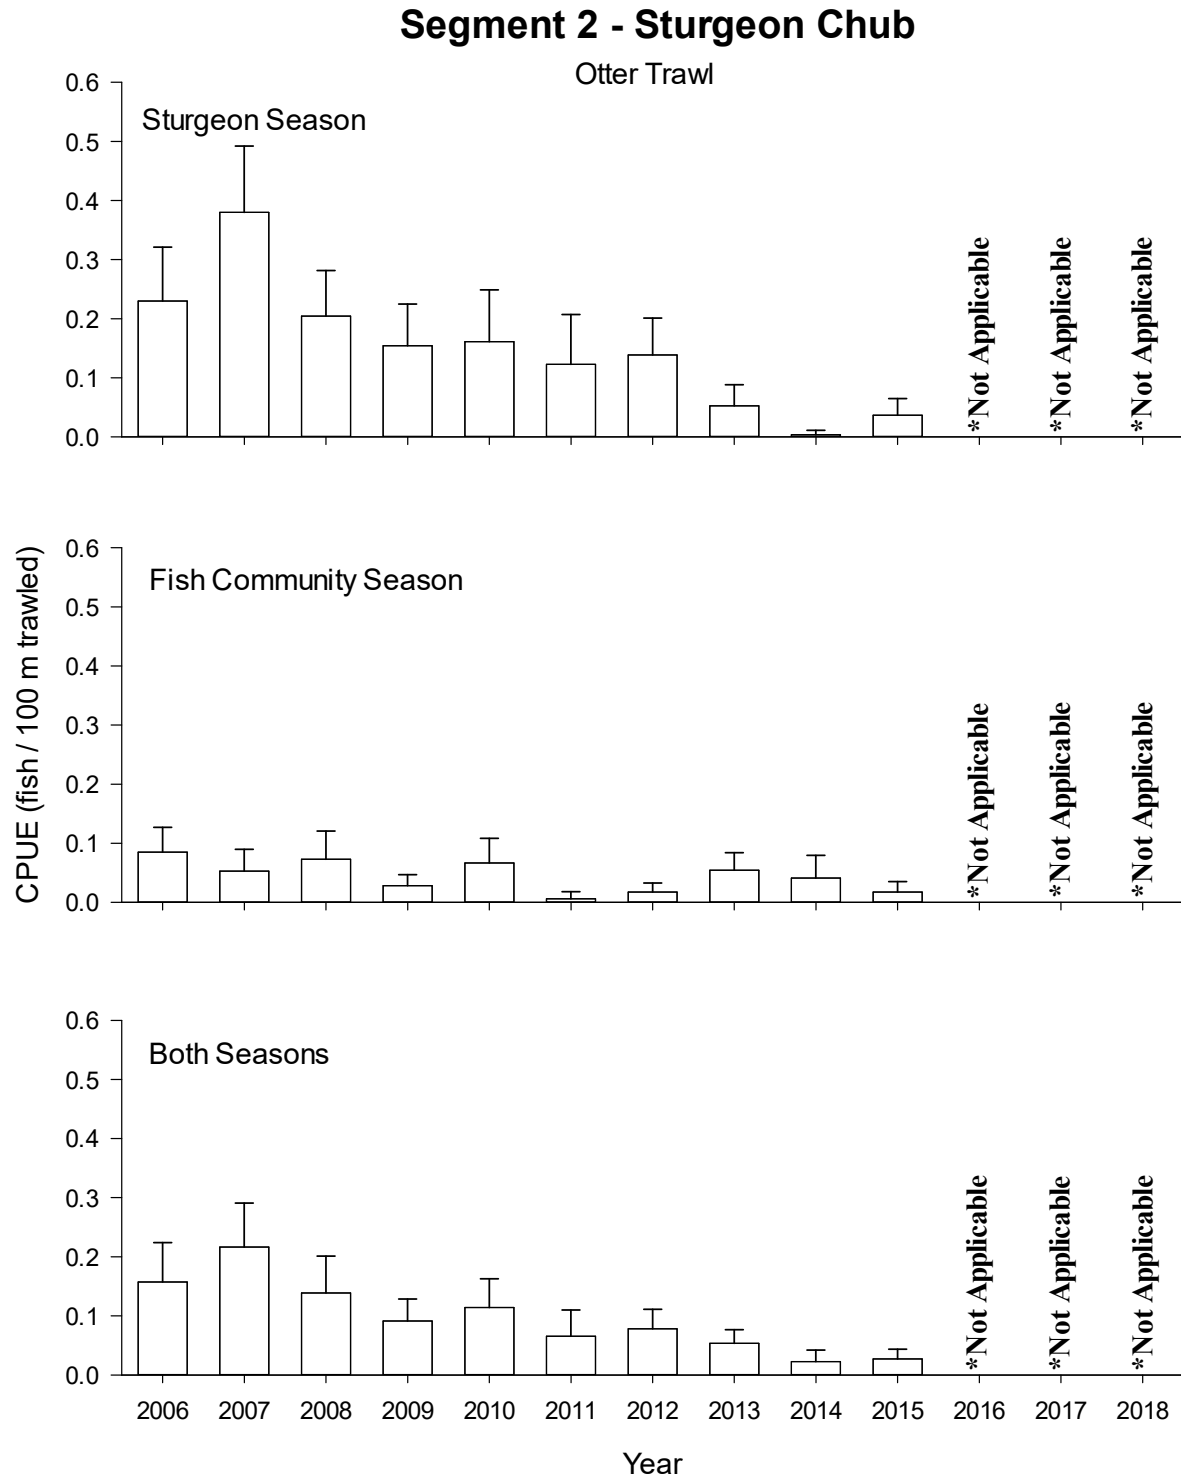 Segment 2 - Sturgeon Chub
Otter Trawl
Sturgeon Season
0.6
0.5
0.4
0.3
0.2
0.1
0.0
*Not Applicable
*Not Applicable
*Not Applicable
CPUE (fish / 100 m trawled)
Fish Community Season
0.6
0.5
0.4
0.3
0.2
0.1
0.0
*Not Applicable
*Not Applicable
*Not Applicable
Both Seasons
0.6
0.5
0.4
0.3
0.2
0.1
0.0
*Not Applicable
*Not Applicable
*Not Applicable
2006 2007 2008 2009 2010 2011 2012 2013 2014 2015 2016 2017 2018
Year